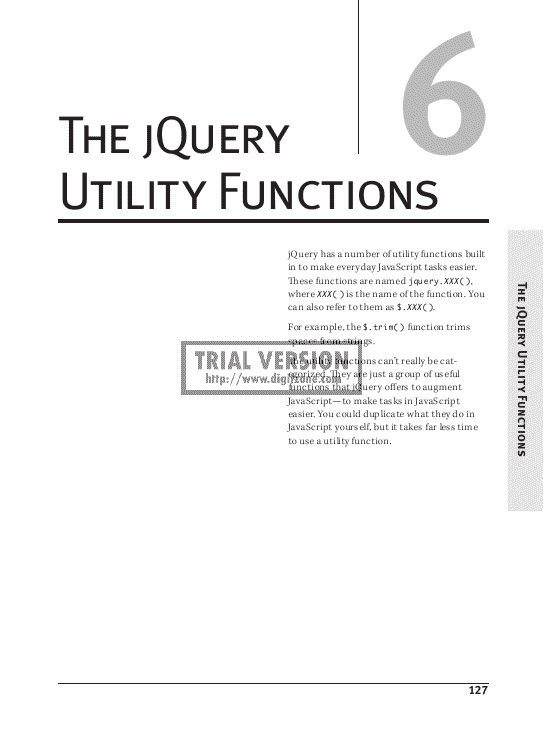 6
The jQuery
Utility Functions
jQuery has a number of utility functions built
in to make everyday JavaScript tasks easier.
These functions are named jquery.XXX(),
where XXX() is the name of the function. You
can also refer to them as $.XXX().
For example, the $.trim() function trims
spaces from strings.
The utility functions can't really be cat-
egorized. They are just a group of useful
functions that jQuery offers to augment
JavaScript—to make tasks in JavaScript
easier. You could duplicate what they do in
JavaScript yourself, but it takes far less time
to use a utility function.
TRIAL VERSION
The jQuery Utility Functions
127